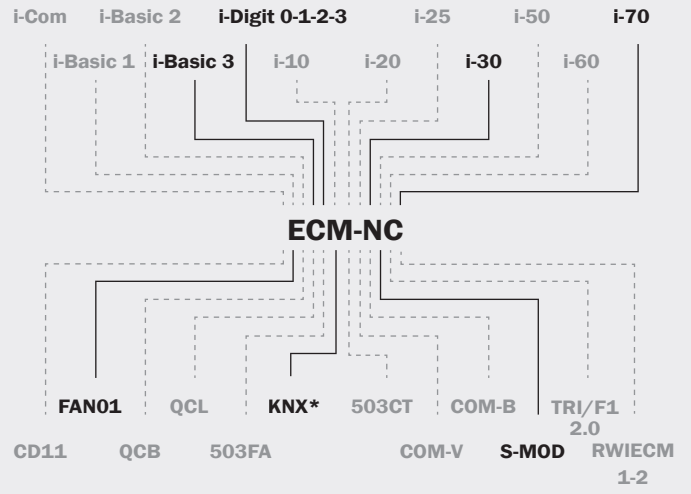 i-Com i-Basic 2 i-Digit 0-1-2-3 i-25 i-50 i-70
i-Basic 1 i-Basic 3 i-10 i-20 i-30 i-60
ECM-NC
FAN01 QCL KNX* 503CT COM-B TRI/F1
2.0
CD11 QCB 503FA COM-V S-MOD RWIECM
1-2